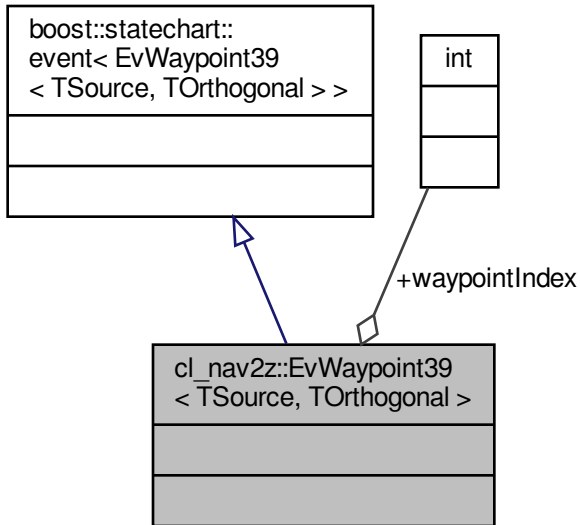 boost::statechart::
event< EvWaypoint39
< TSource, TOrthogonal > >
int
+waypointIndex
cl_nav2z::EvWaypoint39
< TSource, TOrthogonal >